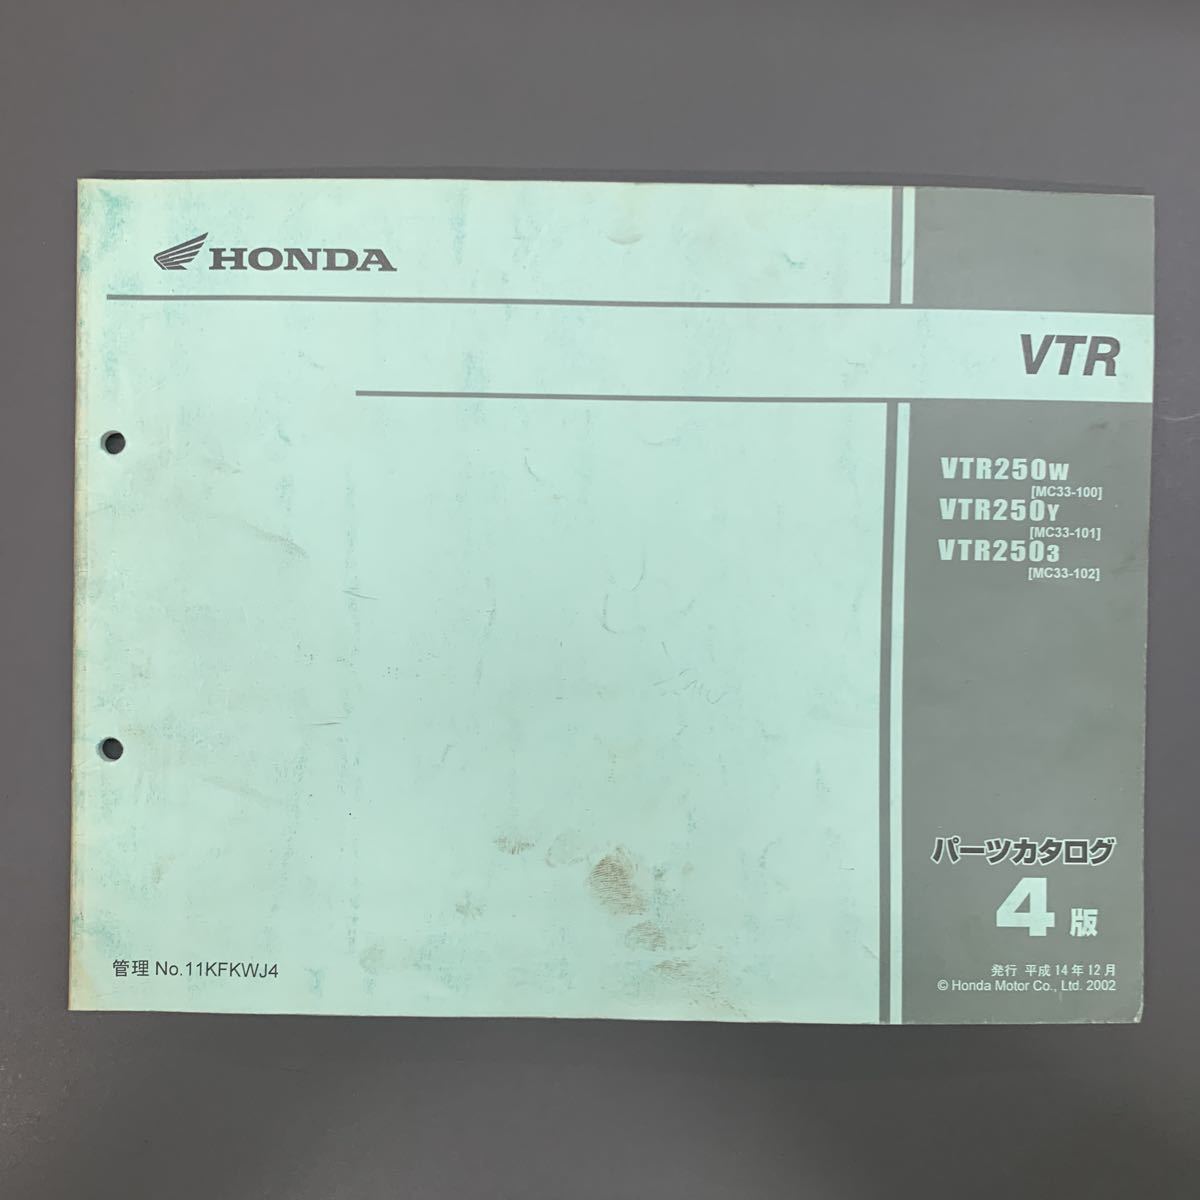 HONDA
VTR
VTR250W
[MC33-100]
VTR250Y
[MC33-101]
VTR2503
[MC33-102]
パーツカタログ
4版
管理 No.11KFKWJ4
発行 平成14年12月
© Honda Motor Co., Ltd. 2002